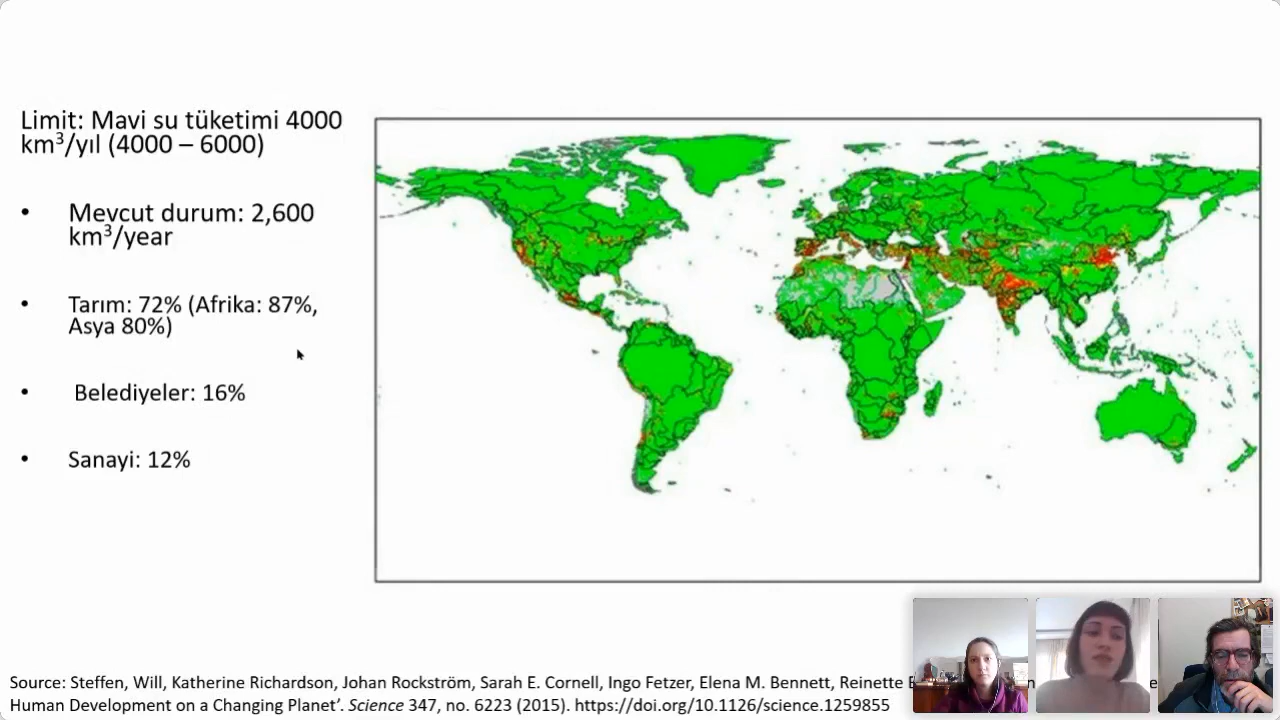 Limit: Mavi su tüketimi 4000
km³/yıl (4000 – 6000)
• Mevcut durum: 2,600
km³/year
• Tarım: 72% (Afrika: 87%,
Asya 80%)
• Belediyeler: 16%
• Sanayi: 12%
Source: Steffen, Will, Katherine Richardson, Johan Rockström, Sarah E. Cornell, Ingo Fetzer, Elena M. Bennett, Reinette
Human Development on a Changing Planet’. Science 347, no. 6223 (2015). https://doi.org/10.1126/science.1259855